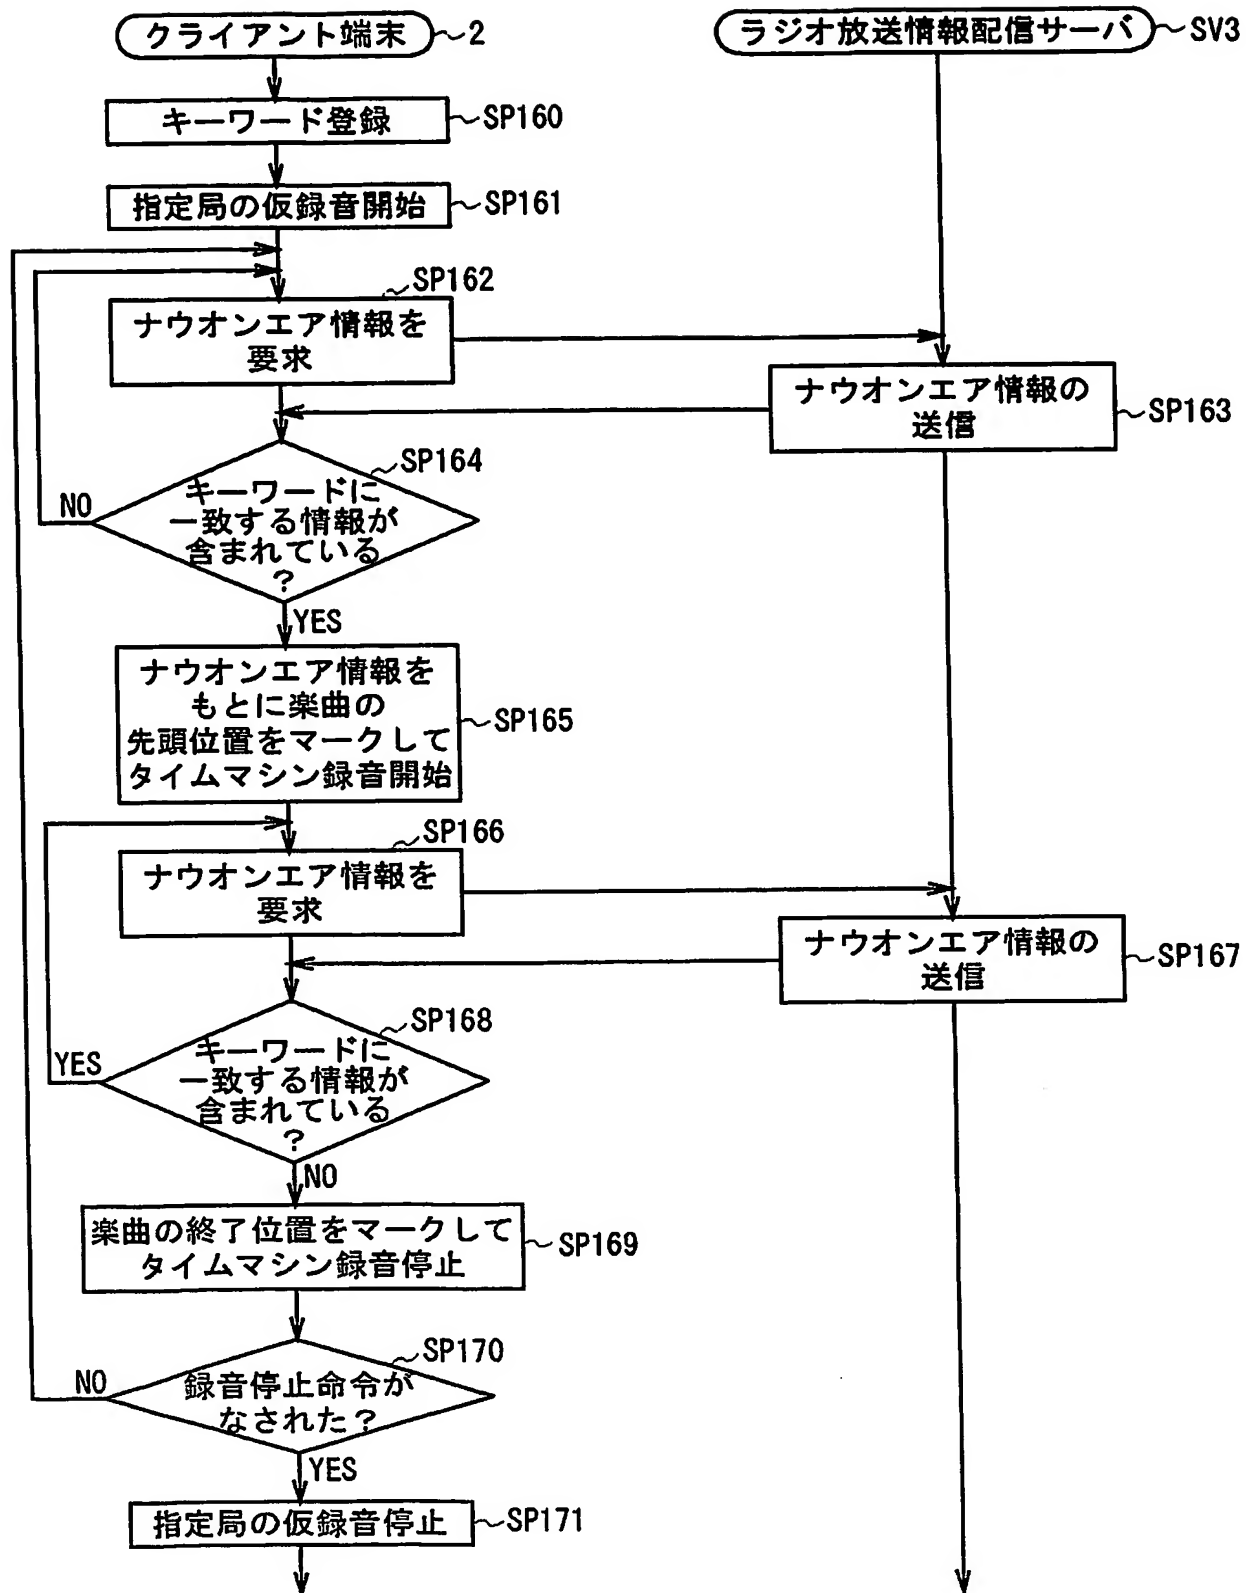 クライアント端末
2
ラジオ放送情報配信サーバ
SV3
キーワード登録
SP160
指定局の仮録音開始
SP161
SP162
ナウオンエア情報を
要求
ナウオンエア情報の
送信
SP163
SP164
キーワードに
一致する情報が
含まれている
?
NO
YES
ナウオンエア情報を
もとに楽曲の
先頭位置をマークして
タイムマシン録音開始
SP165
SP166
ナウオンエア情報を
要求
ナウオンエア情報の
送信
SP167
SP168
キーワードに
一致する情報が
含まれている
?
YES
NO
楽曲の終了位置をマークして
タイムマシン録音停止
SP169
SP170
録音停止命令が
なされた?
NO
YES
指定局の仮録音停止
SP171